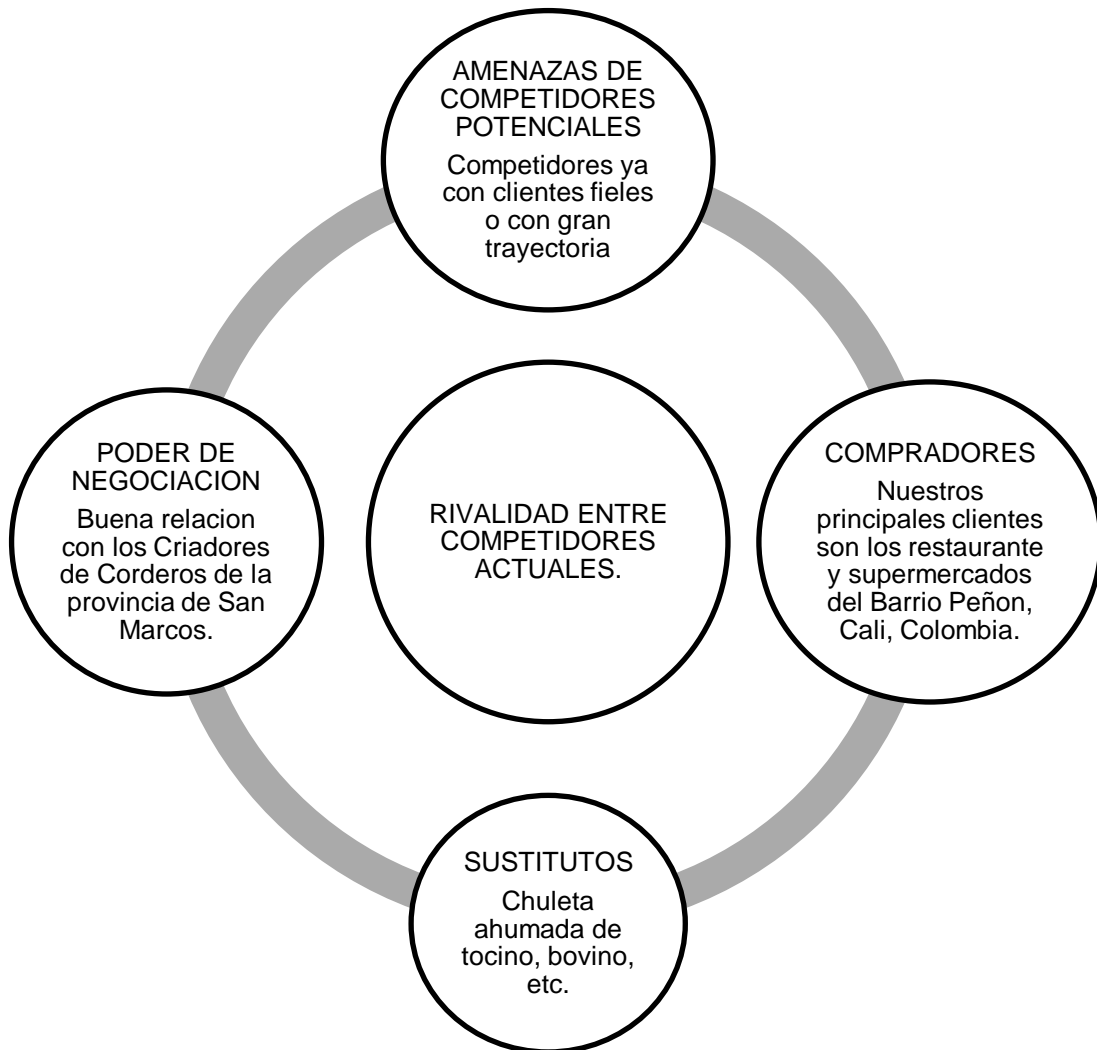 AMENAZAS DE
COMPETIDORES
POTENCIALES
Competidores ya
con clientes fieles
o con gran
trayectoria
PODER DE
NEGOCIACION
Buena relacion
con los Criadores
de Corderos de la
provincia de San
Marcos.
RIVALIDAD ENTRE
COMPETIDORES
ACTUALES.
COMPRADORES
Nuestros
principales clientes
son los restaurante
y supermercados
del Barrio Peñon,
Cali, Colombia.
SUSTITUTOS
Chuleta
ahumada de
tocino, bovino,
etc.